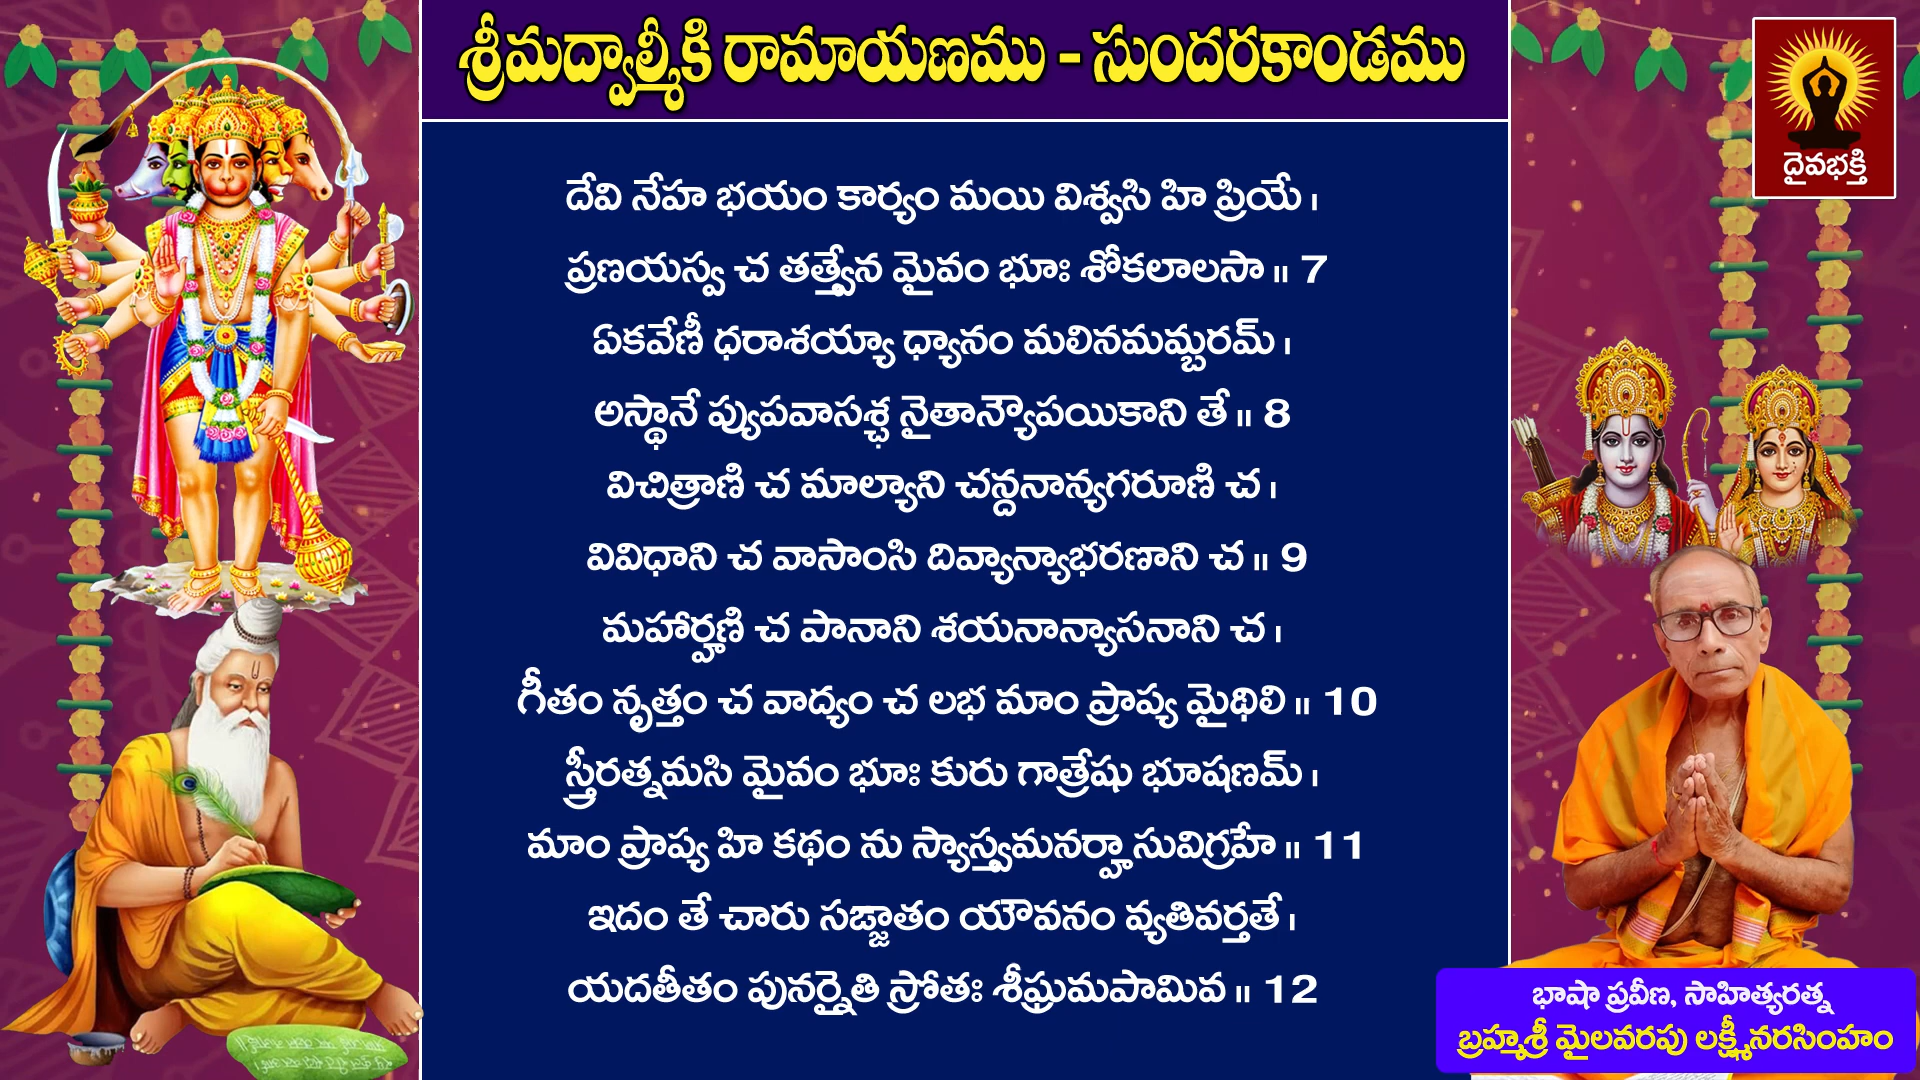 శ్రీమద్వాల్మీకి రామాయణము - సుందరకాండము
దైవభక్తి
దేవి నేహ భయం కార్యం మయి విశ్వసి హి ప్రియే ।
ప్రణయస్వ చ తత్త్వేన మైవం భూః శోకలాలసా ॥ 7
ఏకవేణీ ధరాశయ్యా ధ్యానం మలినమమ్బరమ్ ।
అస్థానే ప్యుపవాసశ్ఛ నైతాన్యౌపయికాని తే ॥ 8
విచిత్రాణి చ మాల్యాని చన్దనాన్యగరూణి చ ।
వివిధాని చ వాసాంసి దివ్యాన్యాభరణాని చ ॥ 9
మహార్హణి చ పానాని శయనాన్యాసనాని చ ।
గీతం నృత్తం చ వాద్యం చ లభ మాం ప్రాప్య మైథిలి ॥ 10
స్త్రీరత్నమసి మైవం భూః కురు గాత్రేషు భూషణమ్ ।
మాం ప్రాప్య హి కథం ను స్యాస్త్వమనర్హాసువిగ్రహే ॥ 11
ఇదం తే చారు సఙ్జాతం యౌవనం వ్యతివర్తతే ।
యదతీతం పునర్నైతి స్రోతః శీఘ్రమపామివ ॥ 12
భాషా ప్రవీణ, సాహిత్యరత్న
బ్రహ్మశ్రీ మైలవరపు లక్ష్మీనరసింహం